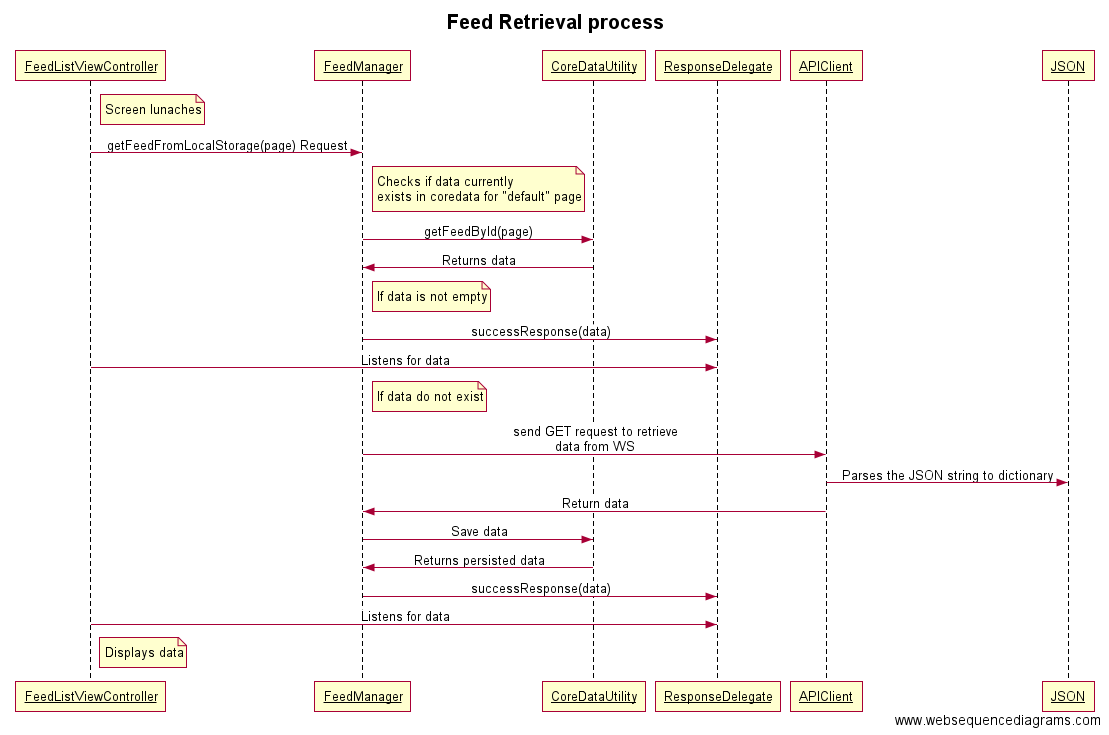 Feed Retrieval process
FeedListViewController
FeedManager
CoreDataUtility
ResponseDelegate
APIClient
JSON
Screen lunaches
getFeedFromLocalStorage(page) Request
Checks if data currently
exists in coredata for "default" page
getFeedById(page)
Returns data
If data is not empty
successResponse(data)
Listens for data
If data do not exist
send GET request to retrieve
data from WS
Parses the JSON string to dictionary
Return data
Save data
Returns persisted data
successResponse(data)
Listens for data
Displays data
FeedListViewController
FeedManager
CoreDataUtility
ResponseDelegate
APIClient
JSON
www.websequencediagrams.com